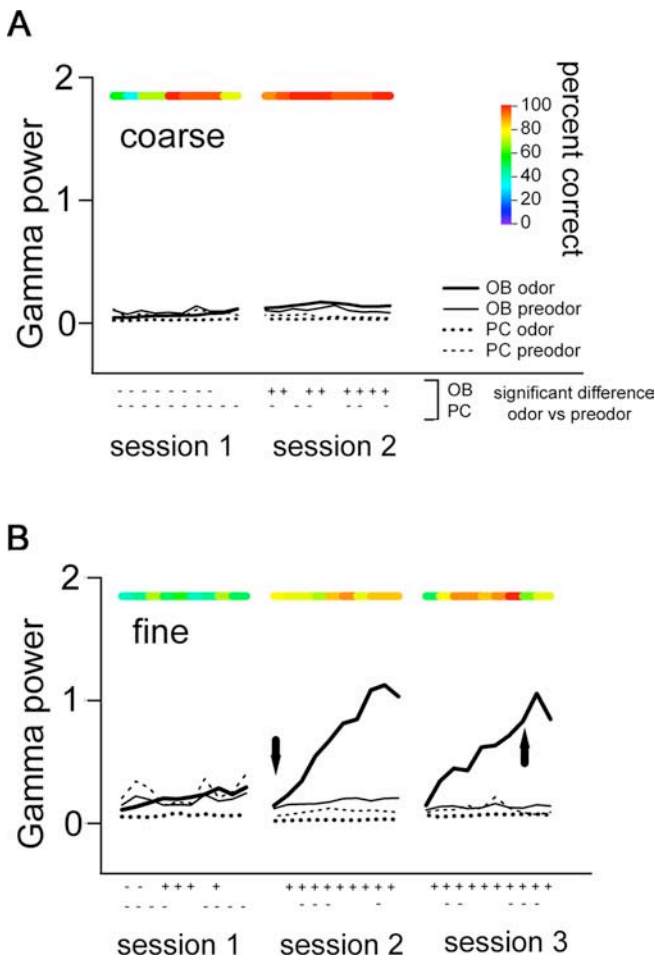 A
2
1
0
Gamma power
coarse
percent correct
100
80
60
40
20
0
OB odor
OB preodor
PC odor
PC preodor
- - - - - - - -
- - - - - - - - - -
++ ++ ++++
- -- -- -
OB significant difference
PC odor vs preodor
session 1 session 2
B
2
1
0
Gamma power
fine
-- +++ + +++++++++ ++++++++++
---- ---- --- - -- ---
session 1 session 2 session 3